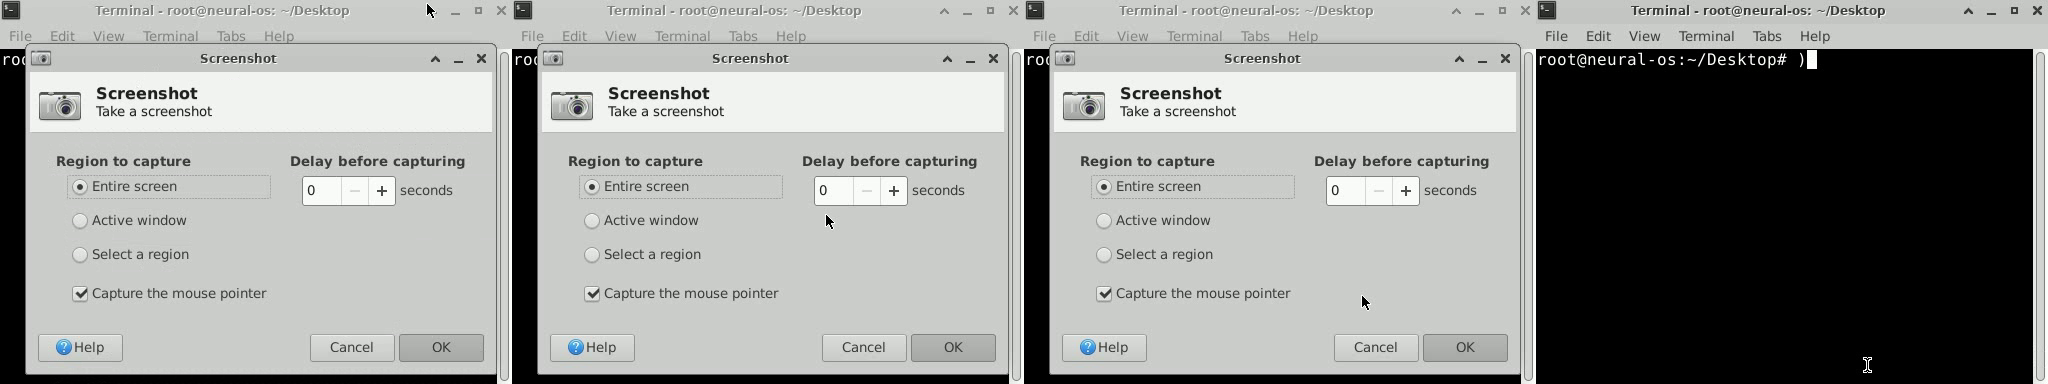 Terminal - root@neural-os: ~/Desktop
File Edit View Terminal Tabs Help
roo
Screenshot
Screenshot
Take a screenshot
Region to capture
Delay before capturing
Entire screen
0 seconds
Active window
Select a region
Capture the mouse pointer
Help Cancel OK
Terminal - root@neural-os: ~/Desktop
File Edit View Terminal Tabs Help
roo
Screenshot
Screenshot
Take a screenshot
Region to capture
Delay before capturing
Entire screen
0 seconds
Active window
Select a region
Capture the mouse pointer
Help Cancel OK
Terminal - root@neural-os: ~/Desktop
File Edit View Terminal Tabs Help
roo
Screenshot
Screenshot
Take a screenshot
Region to capture
Delay before capturing
Entire screen
0 seconds
Active window
Select a region
Capture the mouse pointer
Help Cancel OK
Terminal - root@neural-os: ~/Desktop
File Edit View Terminal Tabs Help
root@neural-os:~/Desktop# )